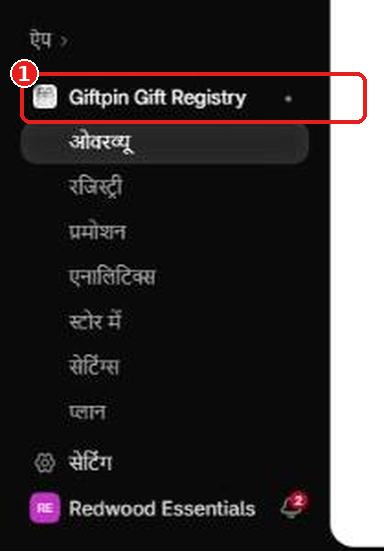 ऐप >
1
Giftpin Gift Registry
ओवरव्यू
रजिस्ट्री
प्रमोशन
एनालिटिक्स
स्टोर में
सेटिंग्स
प्लान
सेटिंग
RE Redwood Essentials 2